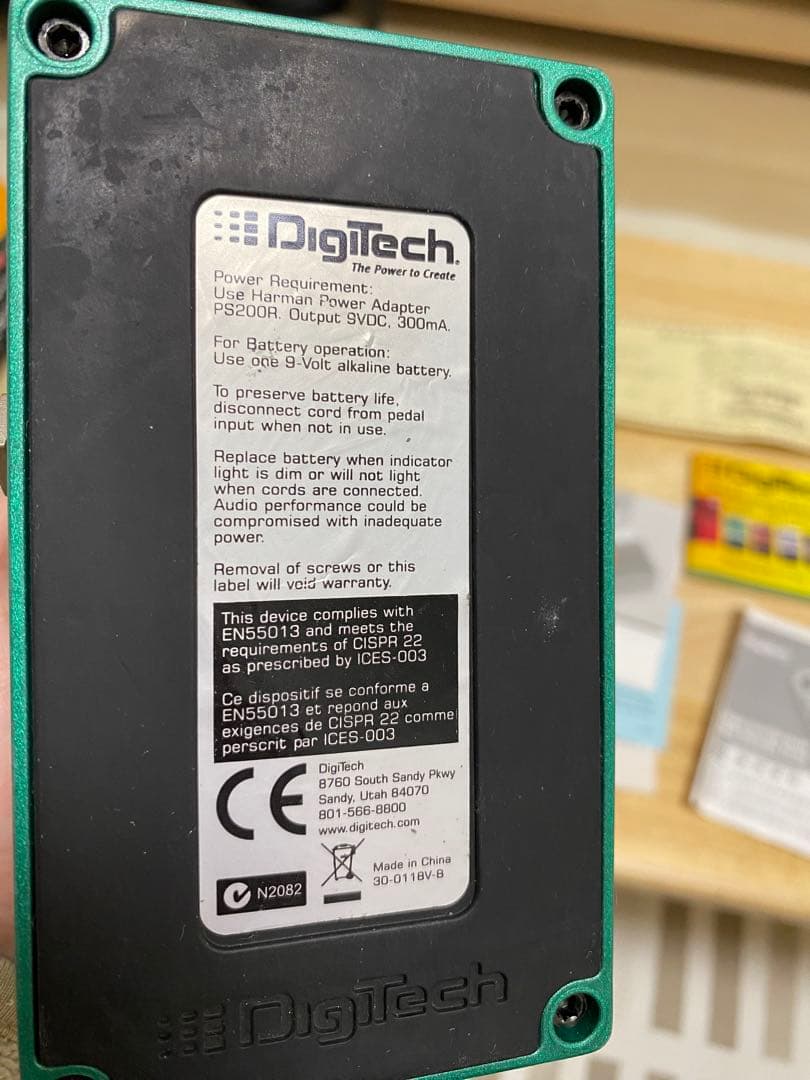 DigiTech®
The Power to Create
Power Requirement:
Use Harman Power Adapter
PS200R. Output 9VDC, 300mA.
For Battery operation:
Use one 9-Volt alkaline battery.
To preserve battery life,
disconnect cord from pedal
input when not in use.
Replace battery when indicator
light is dim or will not light
when cords are connected.
Audio performance could be
compromised with inadequate
power.
Removal of screws or this
label will void warranty.
This device complies with
EN55013 and meets the
requirements of CISPR 22
as prescribed by ICES-003
Ce dispositif se conforme a
EN55013 et repond aux
exigences de CISPR 22 comme
perscrit par ICES-003
CE
DigiTech
8760 South Sandy Pkwy
Sandy, Utah 84070
801-566-8800
www.digitech.com
N2082
Made in China
30-0118V-B
DigiTech
DigiTech